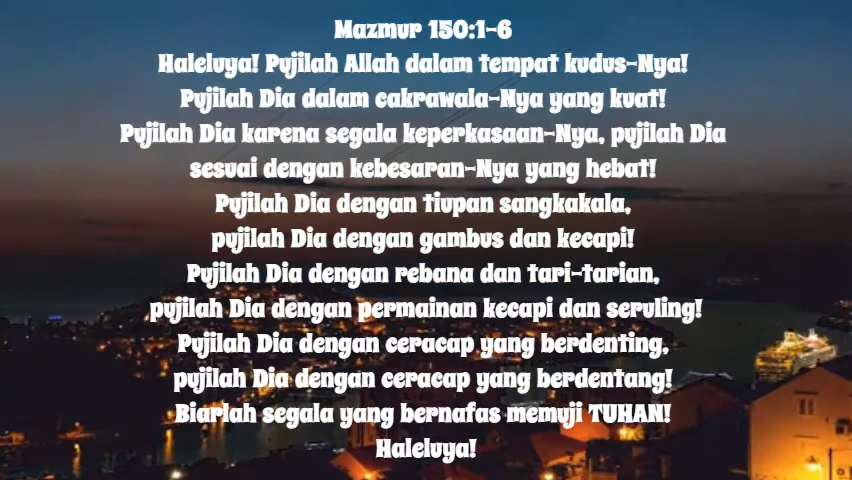 Mazmur 150:1-6
Haleluya! Pujilah Allah dalam tempat kudus-Nya!
Pujilah Dia dalam cakrawala-Nya yang kuat!
Pujilah Dia karena segala keperkasaan-Nya, pujilah Dia
sesuai dengan kebesaran-Nya yang hebat!
Pujilah Dia dengan tiupan sangkakala,
pujilah Dia dengan gambus dan kecapi!
Pujilah Dia dengan rebana dan tari-tarian,
pujilah Dia dengan permainan kecapi dan seruling!
Pujilah Dia dengan ceracap yang berdenting,
pujilah Dia dengan ceracap yang berdentang!
Biarlah segala yang bernafas memuji TUHAN!
Haleluya!